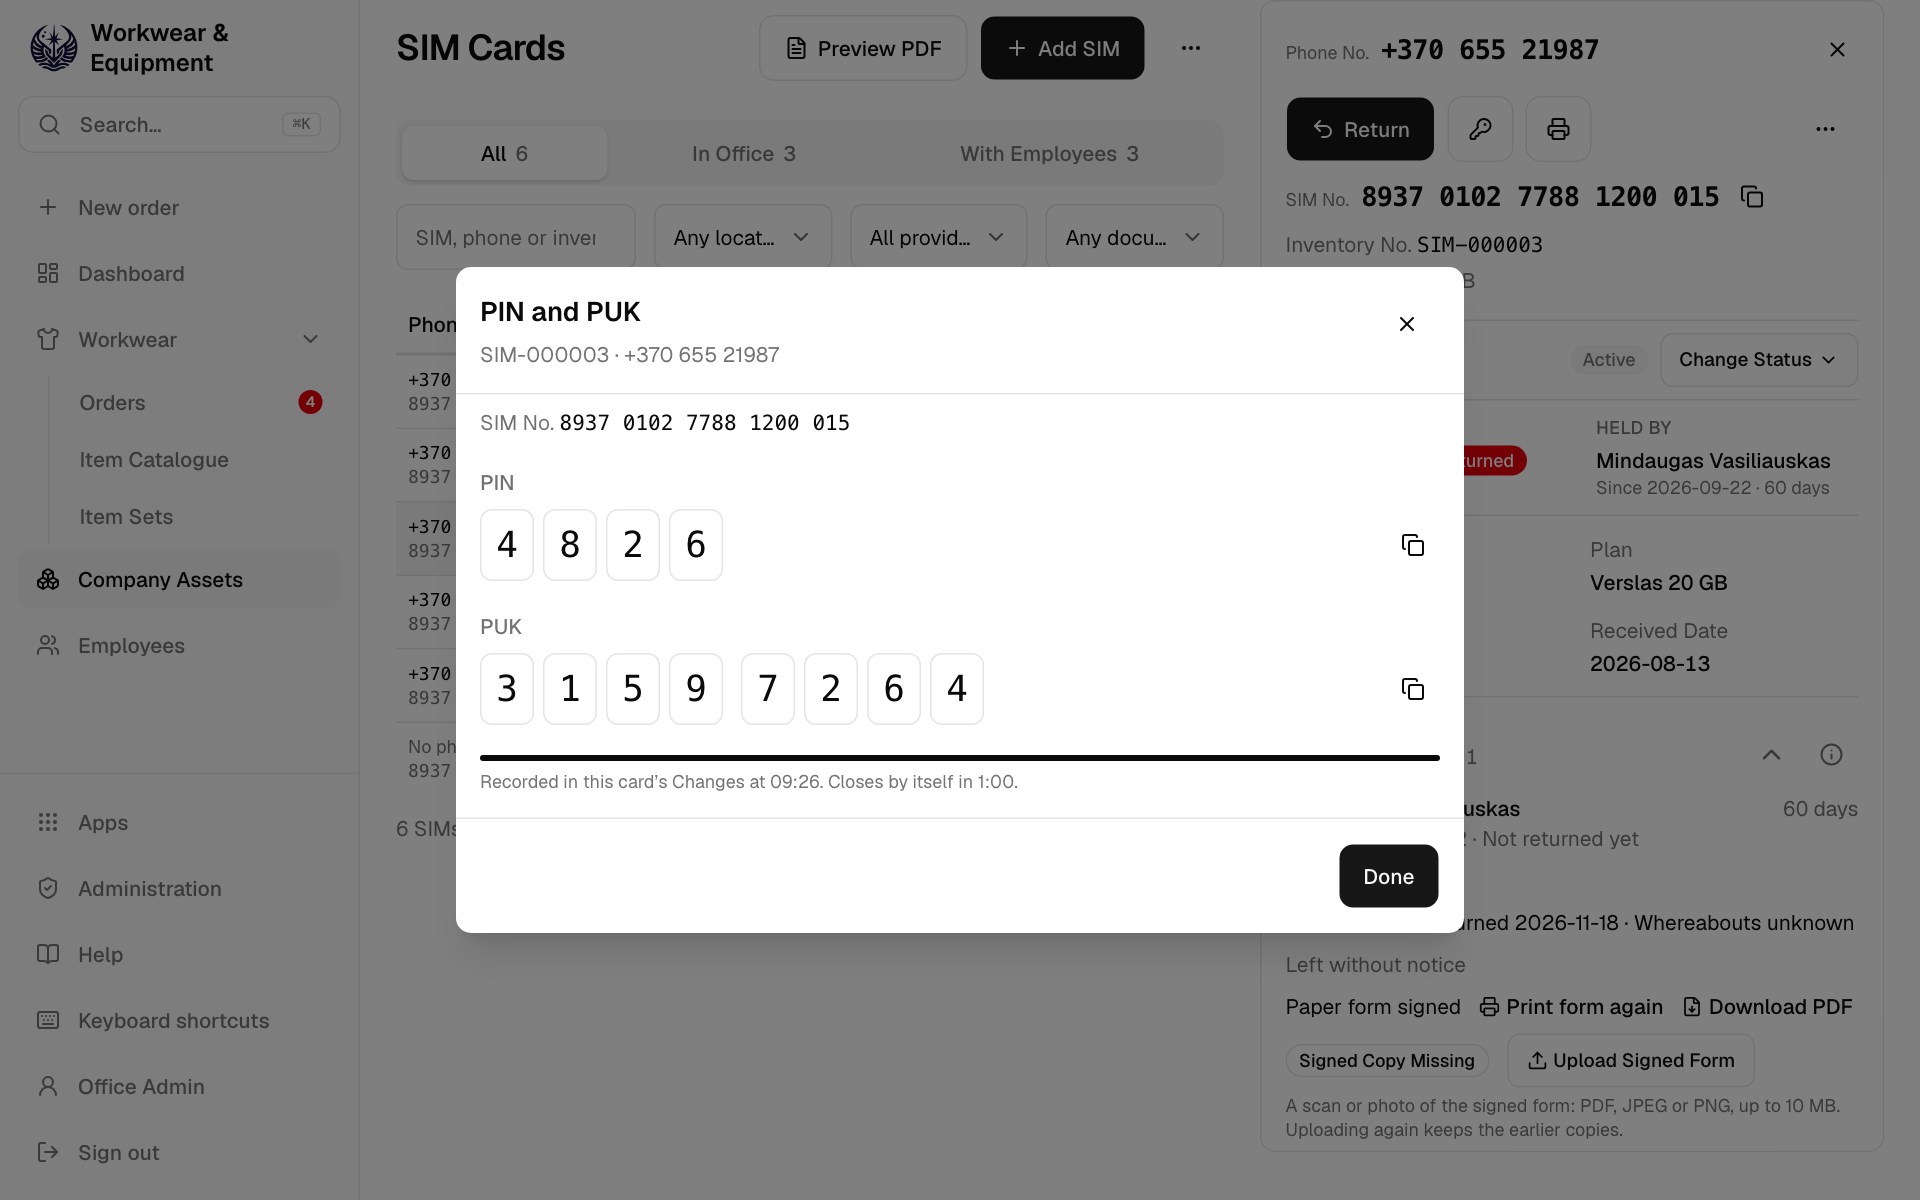 Workwear &
Equipment
Search...
⌘K
New order
Dashboard
Workwear
Orders
4
Item Catalogue
Item Sets
Company Assets
Employees
Apps
Administration
Help
Keyboard shortcuts
Office Admin
Sign out
SIM Cards
Preview PDF
Add SIM
All 6
In Office 3
With Employees 3
SIM, phone or inver
Any locat...
All provid...
Any docu...
Phon
+370
8937
+370
8937
+370
8937
+370
8937
+370
8937
No ph
8937
6 SIMs
PIN and PUK
SIM-000003 · +370 655 21987
SIM No. 8937 0102 7788 1200 015
PIN
4 8 2 6
PUK
3 1 5 9 7 2 6 4
Recorded in this card’s Changes at 09:26. Closes by itself in 1:00.
Done
Phone No. +370 655 21987
Return
SIM No. 8937 0102 7788 1200 015
Inventory No. SIM-000003
B
Active
Change Status
HELD BY
urned
Mindaugas Vasiliauskas
Since 2026-09-22 · 60 days
Plan
Verslas 20 GB
Received Date
2026-08-13
1
uskas
60 days
2 · Not returned yet
urned 2026-11-18 · Whereabouts unknown
Left without notice
Paper form signed
Print form again
Download PDF
Signed Copy Missing
Upload Signed Form
A scan or photo of the signed form: PDF, JPEG or PNG, up to 10 MB.
Uploading again keeps the earlier copies.